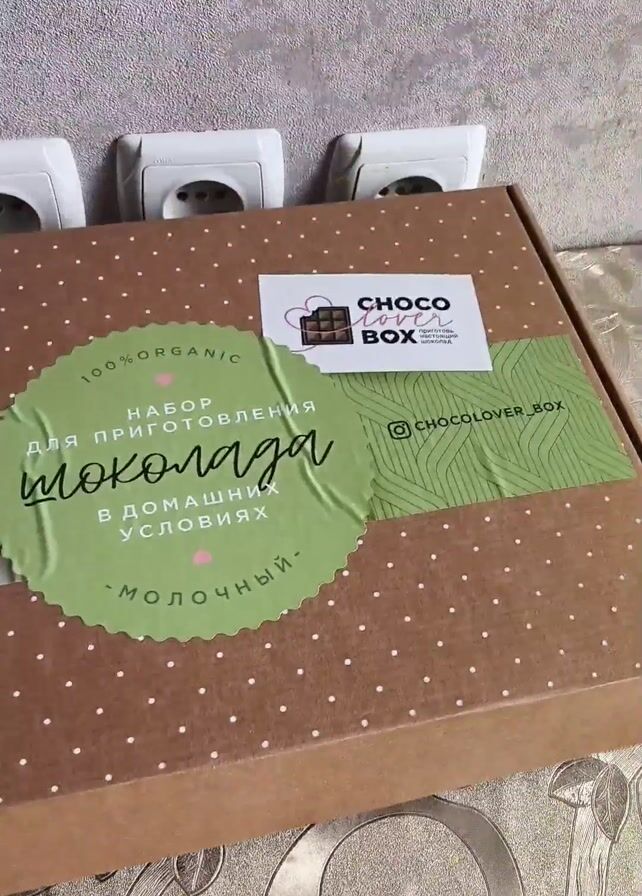 CHOCO
lover
BOX
приготовь
настоящий
шоколад
CHOCOLOVER_BOX
100%ORGANIC
НАБОР
ДЛЯ ПРИГОТОВЛЕНИЯ
шоколада
В ДОМАШНИХ
УСЛОВИЯХ
-МОЛОЧНЫЙ-